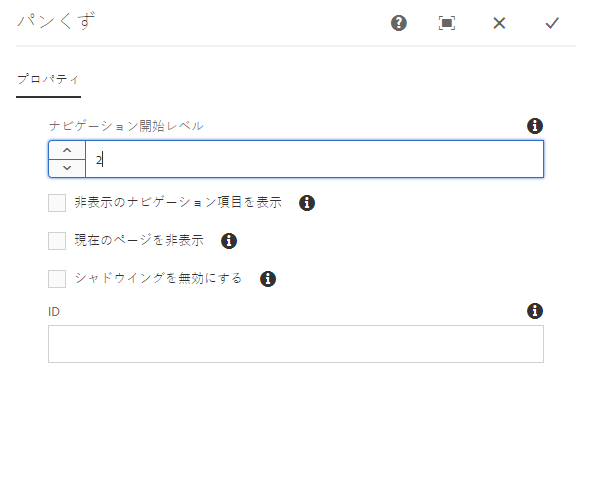 パンくず
プロパティ
ナビゲーション開始レベル
2
非表示のナビゲーション項目を表示
現在のページを非表示
シャドウイングを無効にする
ID